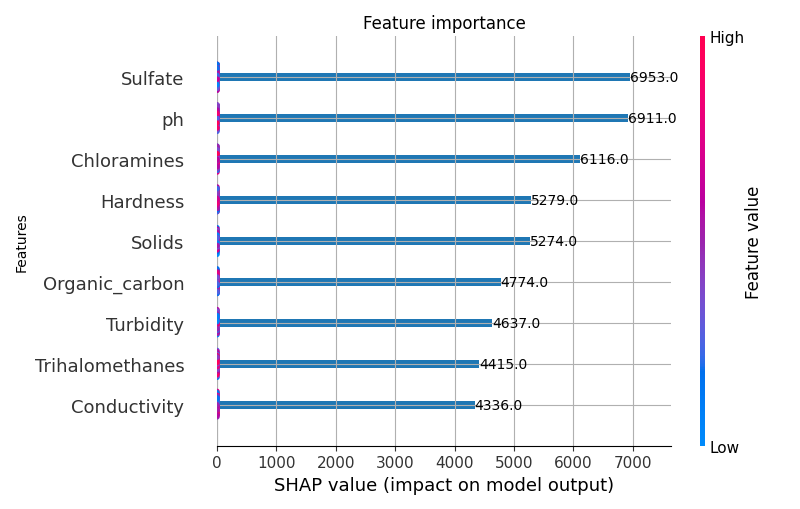 Feature importance
High
Sulfate 6953.0
ph 6911.0
Chloramines 6116.0
Hardness 5279.0
Solids 5274.0
Organic_carbon 4774.0
Turbidity 4637.0
Trihalomethanes 4415.0
Conductivity 4336.0
Features
Feature value
Low
0 1000 2000 3000 4000 5000 6000 7000
SHAP value (impact on model output)